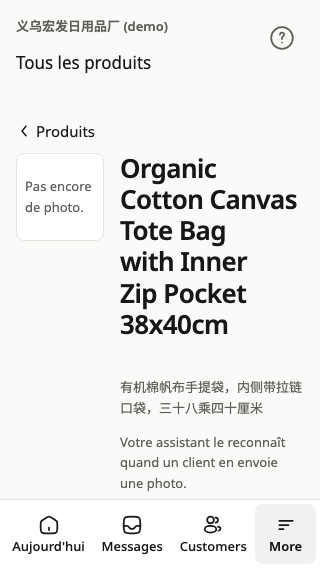 义乌宏发日用品厂 (demo)
Tous les produits
Produits
Pas encore
de photo.
Organic
Cotton Canvas
Tote Bag
with Inner
Zip Pocket
38x40cm
有机棉帆布手提袋，内侧带拉链
口袋，三十八乘四十厘米
Votre assistant le reconnaît
quand un client en envoie
une photo.
Aujourd'hui
Messages
Customers
More